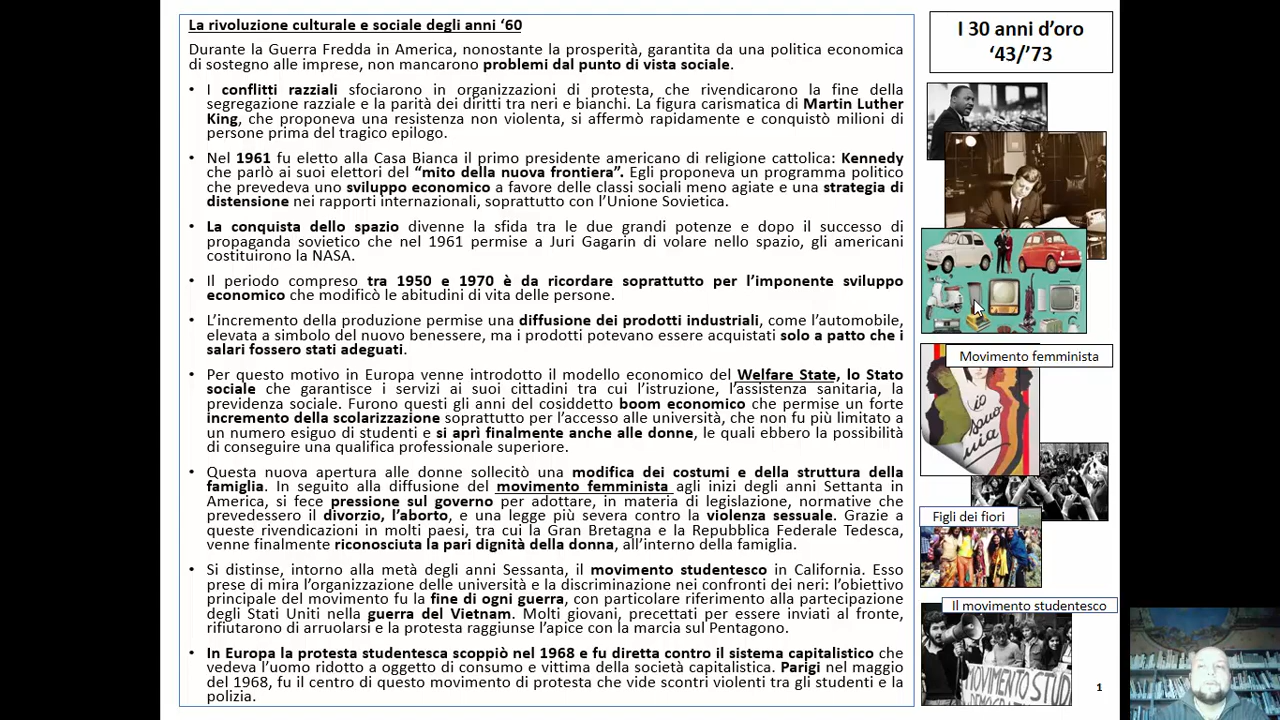 La rivoluzione culturale e sociale degli anni ‘60
Durante la Guerra Fredda in America, nonostante la prosperità, garantita da una politica economica
di sostegno alle imprese, non mancarono problemi dal punto di vista sociale.
• I conflitti razziali sfociarono in organizzazioni di protesta, che rivendicarono la fine della
segregazione razziale e la parità dei diritti tra neri e bianchi. La figura carismatica di Martin Luther
King, che proponeva una resistenza non violenta, si affermò rapidamente e conquistò milioni di
persone prima del tragico epilogo.
• Nel 1961 fu eletto alla Casa Bianca il primo presidente americano di religione cattolica: Kennedy
che parlò ai suoi elettori del “mito della nuova frontiera”. Egli proponeva un programma politico
che prevedeva uno sviluppo economico a favore delle classi sociali meno agiate e una strategia di
distensione nei rapporti internazionali, soprattutto con l’Unione Sovietica.
• La conquista dello spazio divenne la sfida tra le due grandi potenze e dopo il successo di
propaganda sovietico che nel 1961 permise a Juri Gagarin di volare nello spazio, gli americani
costituirono la NASA.
• Il periodo compreso tra 1950 e 1970 è da ricordare soprattutto per l’imponente sviluppo
economico che modificò le abitudini di vita delle persone.
• L’incremento della produzione permise una diffusione dei prodotti industriali, come l’automobile,
elevata a simbolo del nuovo benessere, ma i prodotti potevano essere acquistati solo a patto che i
salari fossero stati adeguati.
• Per questo motivo in Europa venne introdotto il modello economico del Welfare State, lo Stato
sociale che garantisce i servizi ai suoi cittadini tra cui l’istruzione, l’assistenza sanitaria, la
previdenza sociale. Furono questi gli anni del cosiddetto boom economico che permise un forte
incremento della scolarizzazione soprattutto per l’accesso alle università, che non fu più limitato a
un numero esiguo di studenti e si aprì finalmente anche alle donne, le quali ebbero la possibilità
di conseguire una qualifica professionale superiore.
• Questa nuova apertura alle donne sollecitò una modifica dei costumi e della struttura della
famiglia. In seguito alla diffusione del movimento femminista agli inizi degli anni Settanta in
America, si fece pressione sul governo per adottare, in materia di legislazione, normative che
prevedersero il divorzio, l’aborto, e una legge più severa contro la violenza sessuale. Grazie a
queste rivendicazioni in molti paesi, tra cui la Gran Bretagna e la Repubblica Federale Tedesca,
venne finalmente riconosciuta la pari dignità della donna, all’interno della famiglia.
• Si distinse, intorno alla metà degli anni Sessanta, il movimento studentesco in California. Esso
prese di mira l’organizzazione delle università e la discriminazione nei confronti dei neri: l’obiettivo
principale del movimento fu la fine di ogni guerra, con particolare riferimento alla partecipazione
degli Stati Uniti nella guerra del Vietnam. Molti giovani, precettati per essere inviati al fronte,
rifiutarono di arruolarsi e la protesta raggiunse l’apice con la marcia sul Pentagono.
• In Europa la protesta studentesca scoppiò nel 1968 e fu diretta contro il sistema capitalistico che
vedeva l’uomo ridotto a oggetto di consumo e vittima della società capitalistica. Parigi nel maggio
del 1968, fu il centro di questo movimento di protesta che vide scontri violenti tra gli studenti e la
polizia.
I 30 anni d’oro
‘43/’73
Movimento femminista
io
sono
mia
Figli dei fiori
Il movimento studentesco
MOVIMENTO STUD
1